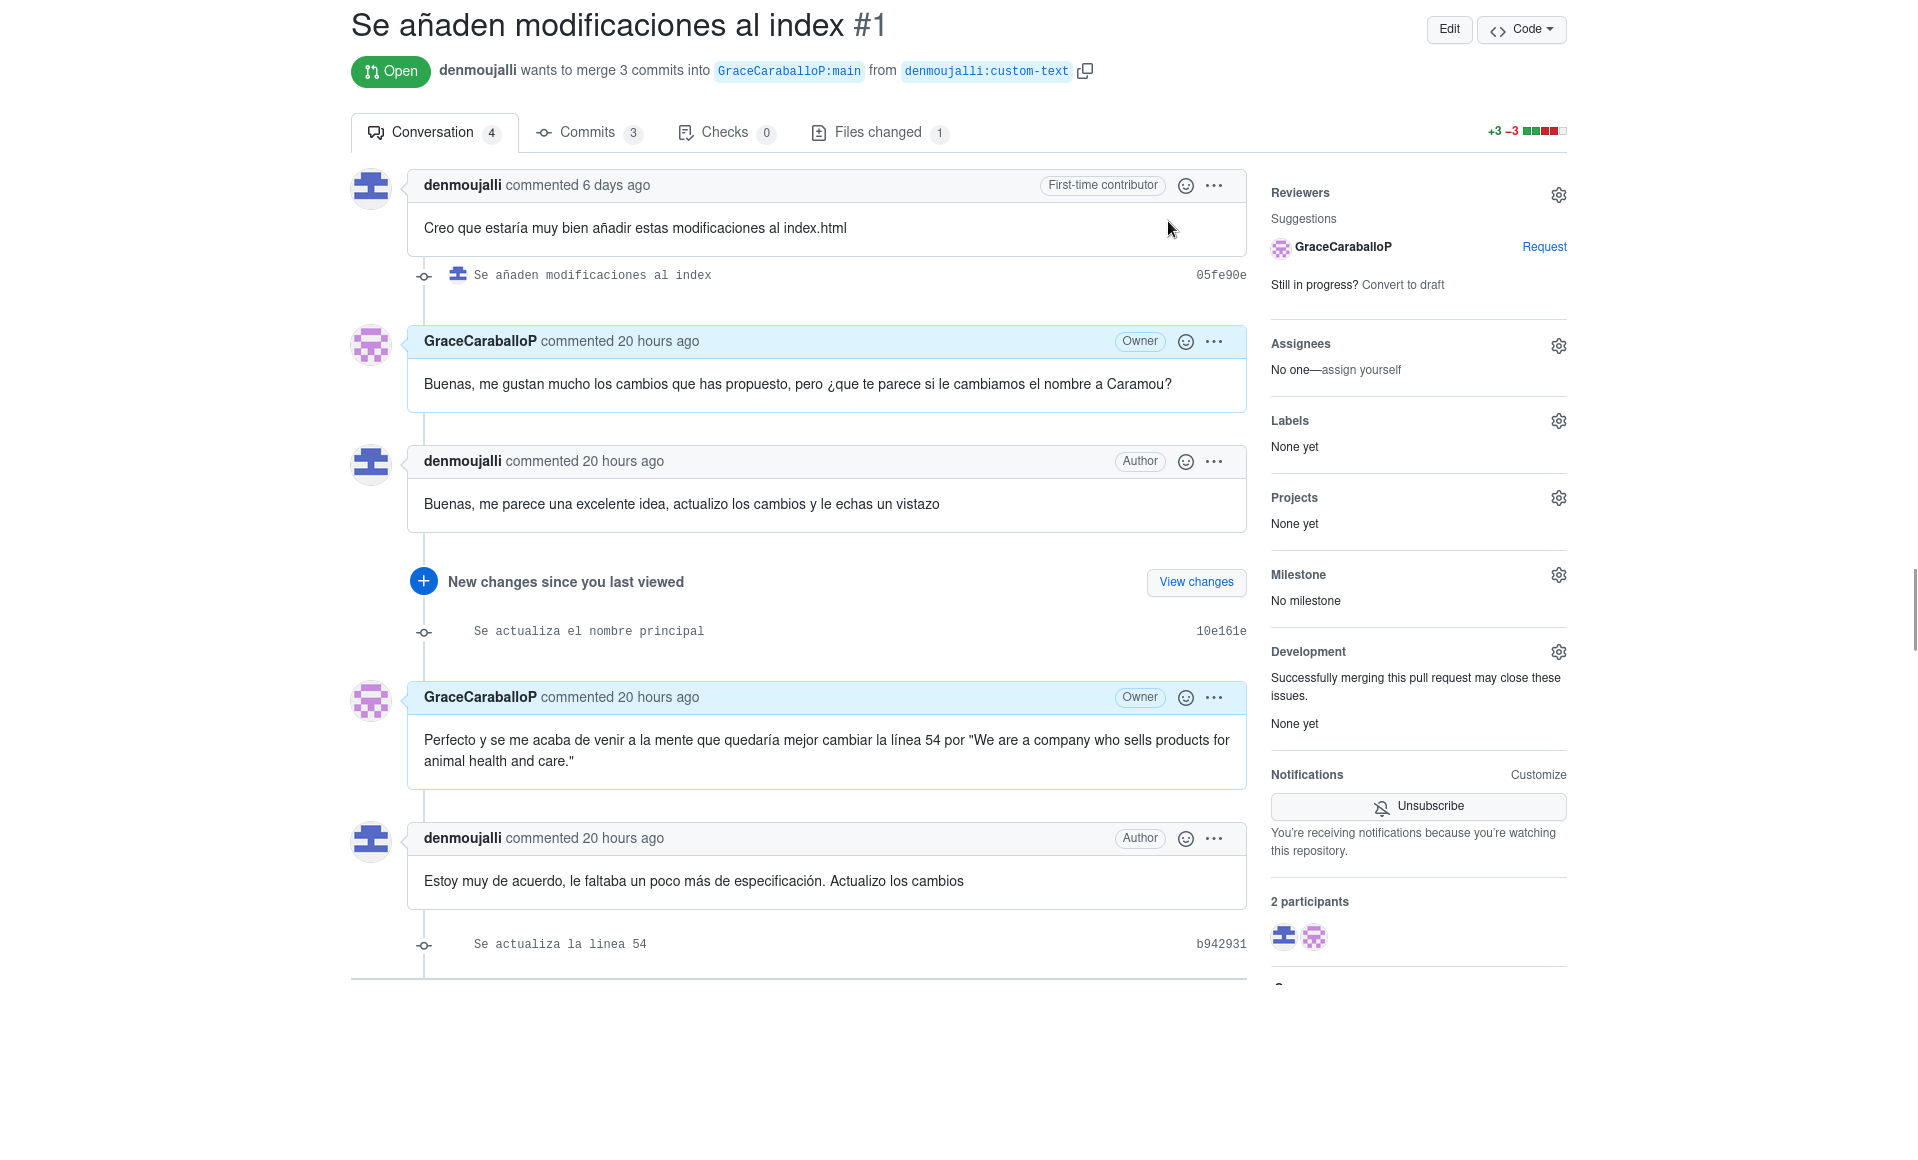 Se añaden modificaciones al index #1
Edit
Code
Open
denmoujalli wants to merge 3 commits into GraceCaraballoP:main from denmoujalli:custom-text
Conversation 4
Commits 3
Checks 0
Files changed 1
+3 −3
denmoujalli commented 6 days ago
First-time contributor
Creo que estaría muy bien añadir estas modificaciones al index.html
Se añaden modificaciones al index
05fe90e
GraceCaraballoP commented 20 hours ago
Owner
Buenas, me gustan mucho los cambios que has propuesto, pero ¿que te parece si le cambiamos el nombre a Caramou?
denmoujalli commented 20 hours ago
Author
Buenas, me parece una excelente idea, actualizo los cambios y le echas un vistazo
New changes since you last viewed
View changes
Se actualiza el nombre principal
10e161e
GraceCaraballoP commented 20 hours ago
Owner
Perfecto y se me acaba de venir a la mente que quedaría mejor cambiar la línea 54 por "We are a company who sells products for
animal health and care."
denmoujalli commented 20 hours ago
Author
Estoy muy de acuerdo, le faltaba un poco más de especificación. Actualizo los cambios
Se actualiza la linea 54
b942931
Reviewers
Suggestions
GraceCaraballoP
Request
Still in progress? Convert to draft
Assignees
No one—assign yourself
Labels
None yet
Projects
None yet
Milestone
No milestone
Development
Successfully merging this pull request may close these
issues.
None yet
Notifications
Customize
Unsubscribe
You're receiving notifications because you're watching
this repository.
2 participants